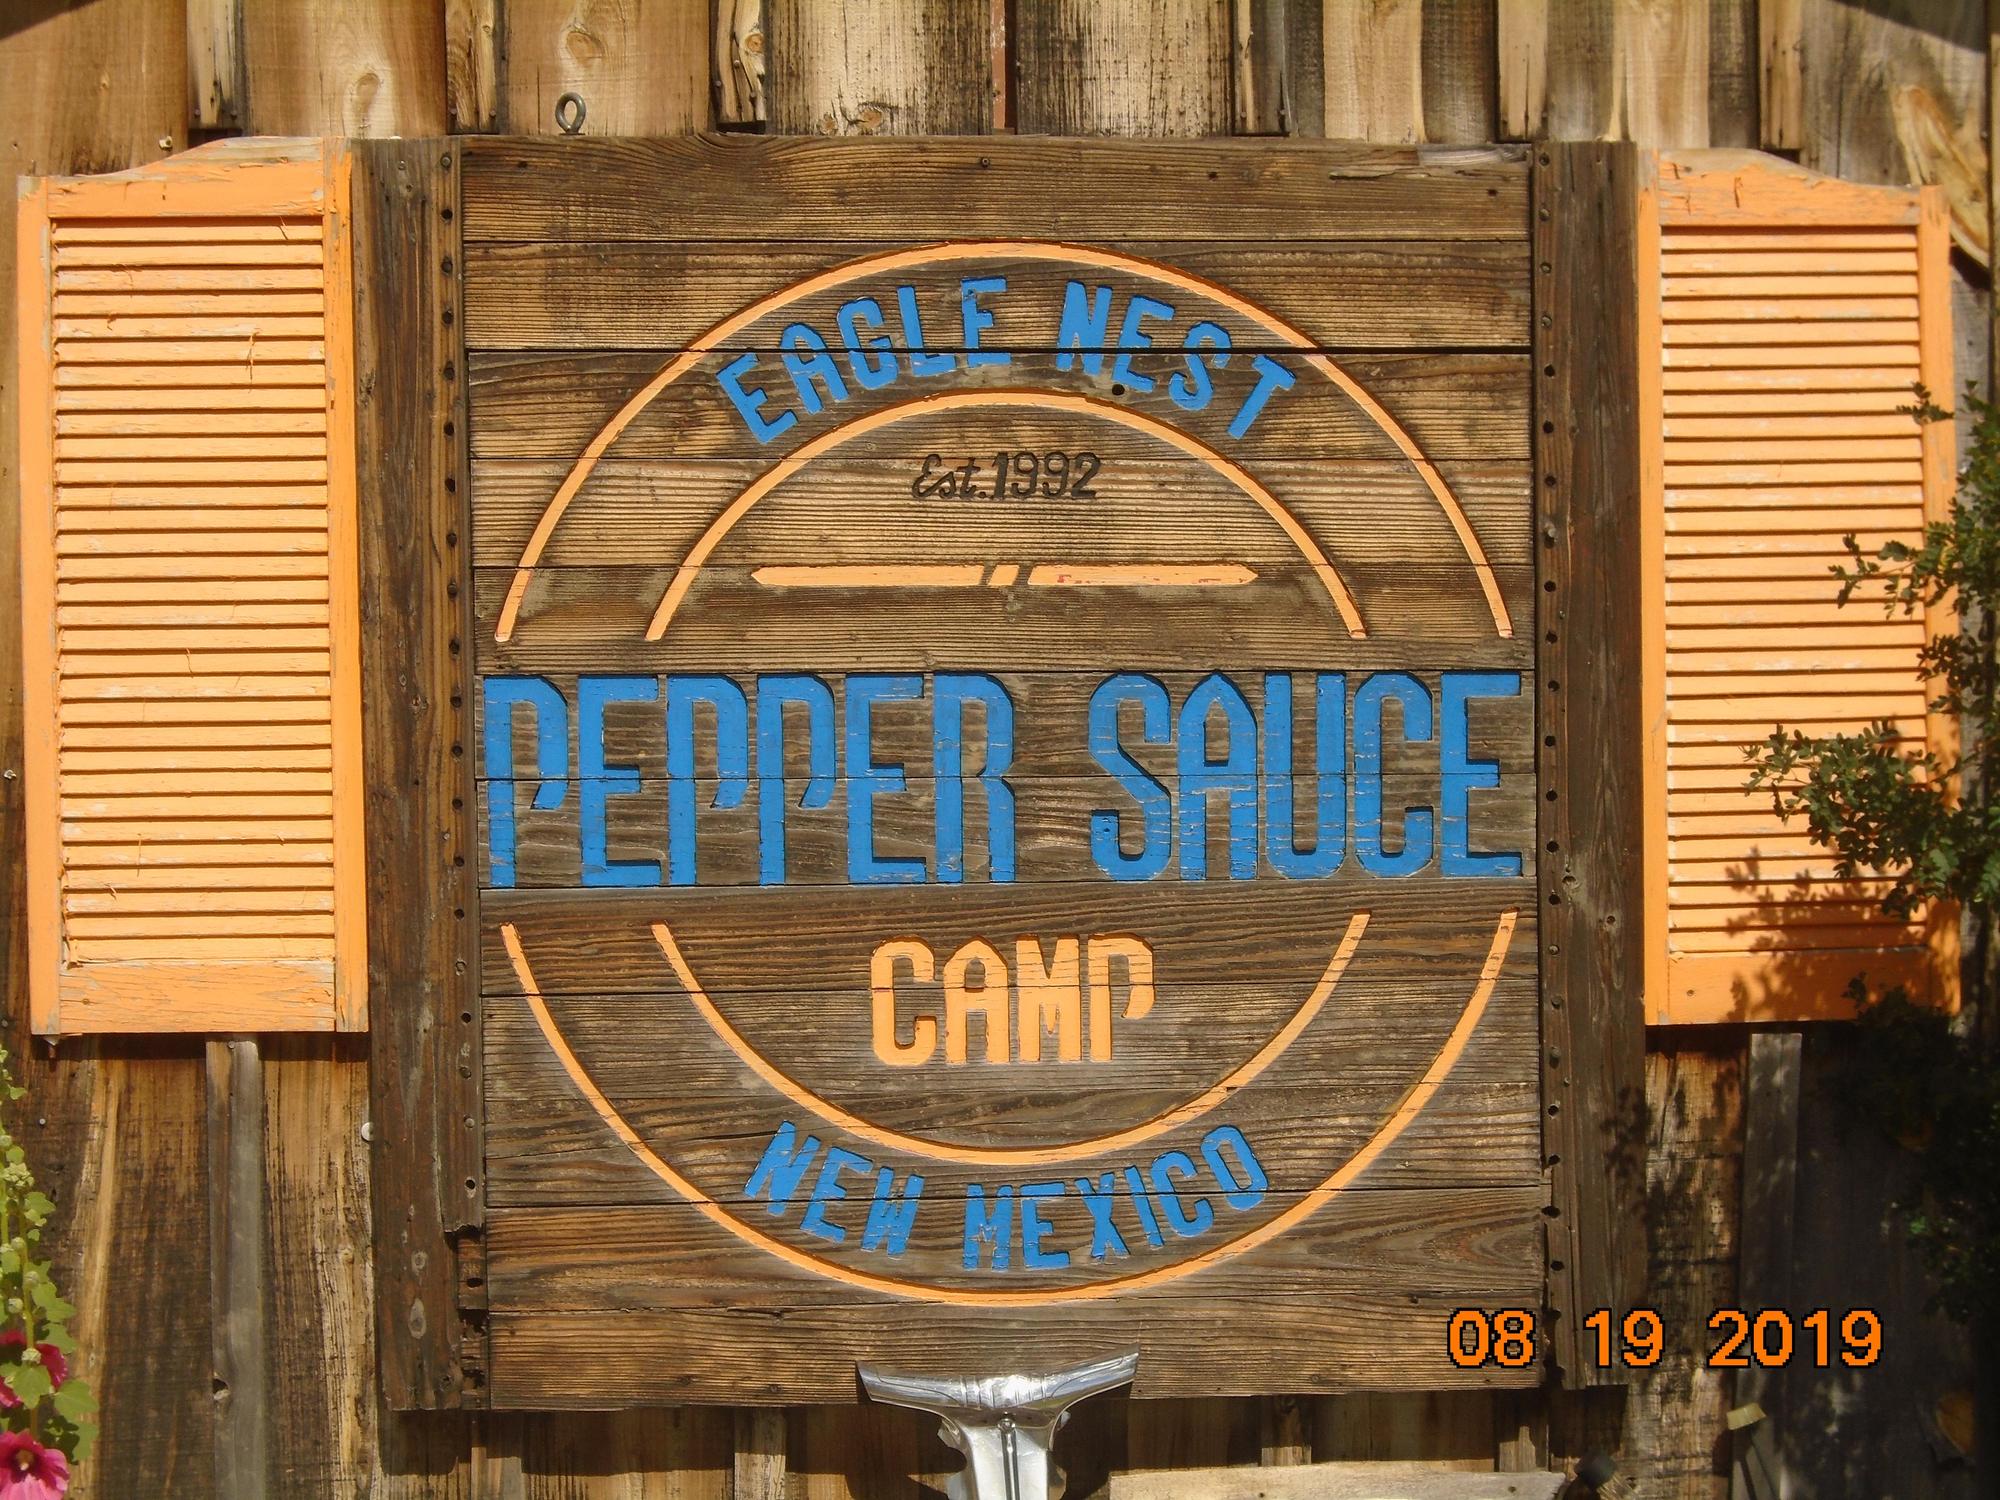 EAGLE NEST
Est. 1992
PEPPER SAUCE
CAMP
NEW MEXICO
08 19 2019